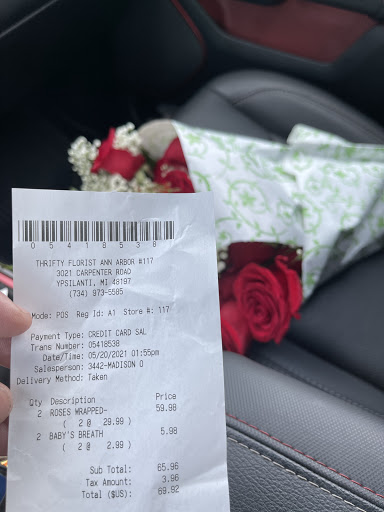 05418538
THRIFTY FLORIST ANN ARBOR #117
3021 CARPENTER ROAD
YPSILANTI, MI 48197
(734) 973-5585
Mode: POS Reg Id: A1 Store #: 117
Payment Type: CREDIT CARD SAL
Trans Number: 05418538
Date/Time: 05/20/2021 01:55pm
Salesperson: 3442-MADISON O
Delivery Method: Taken
Qty Description Price
2 ROSES WRAPPED- 59.98
( 2@ 29.99 )
2 BABY'S BREATH 5.98
( 2@ 2.99 )
Sub Total: 65.96
Tax Amount: 3.96
Total ($US): 69.92